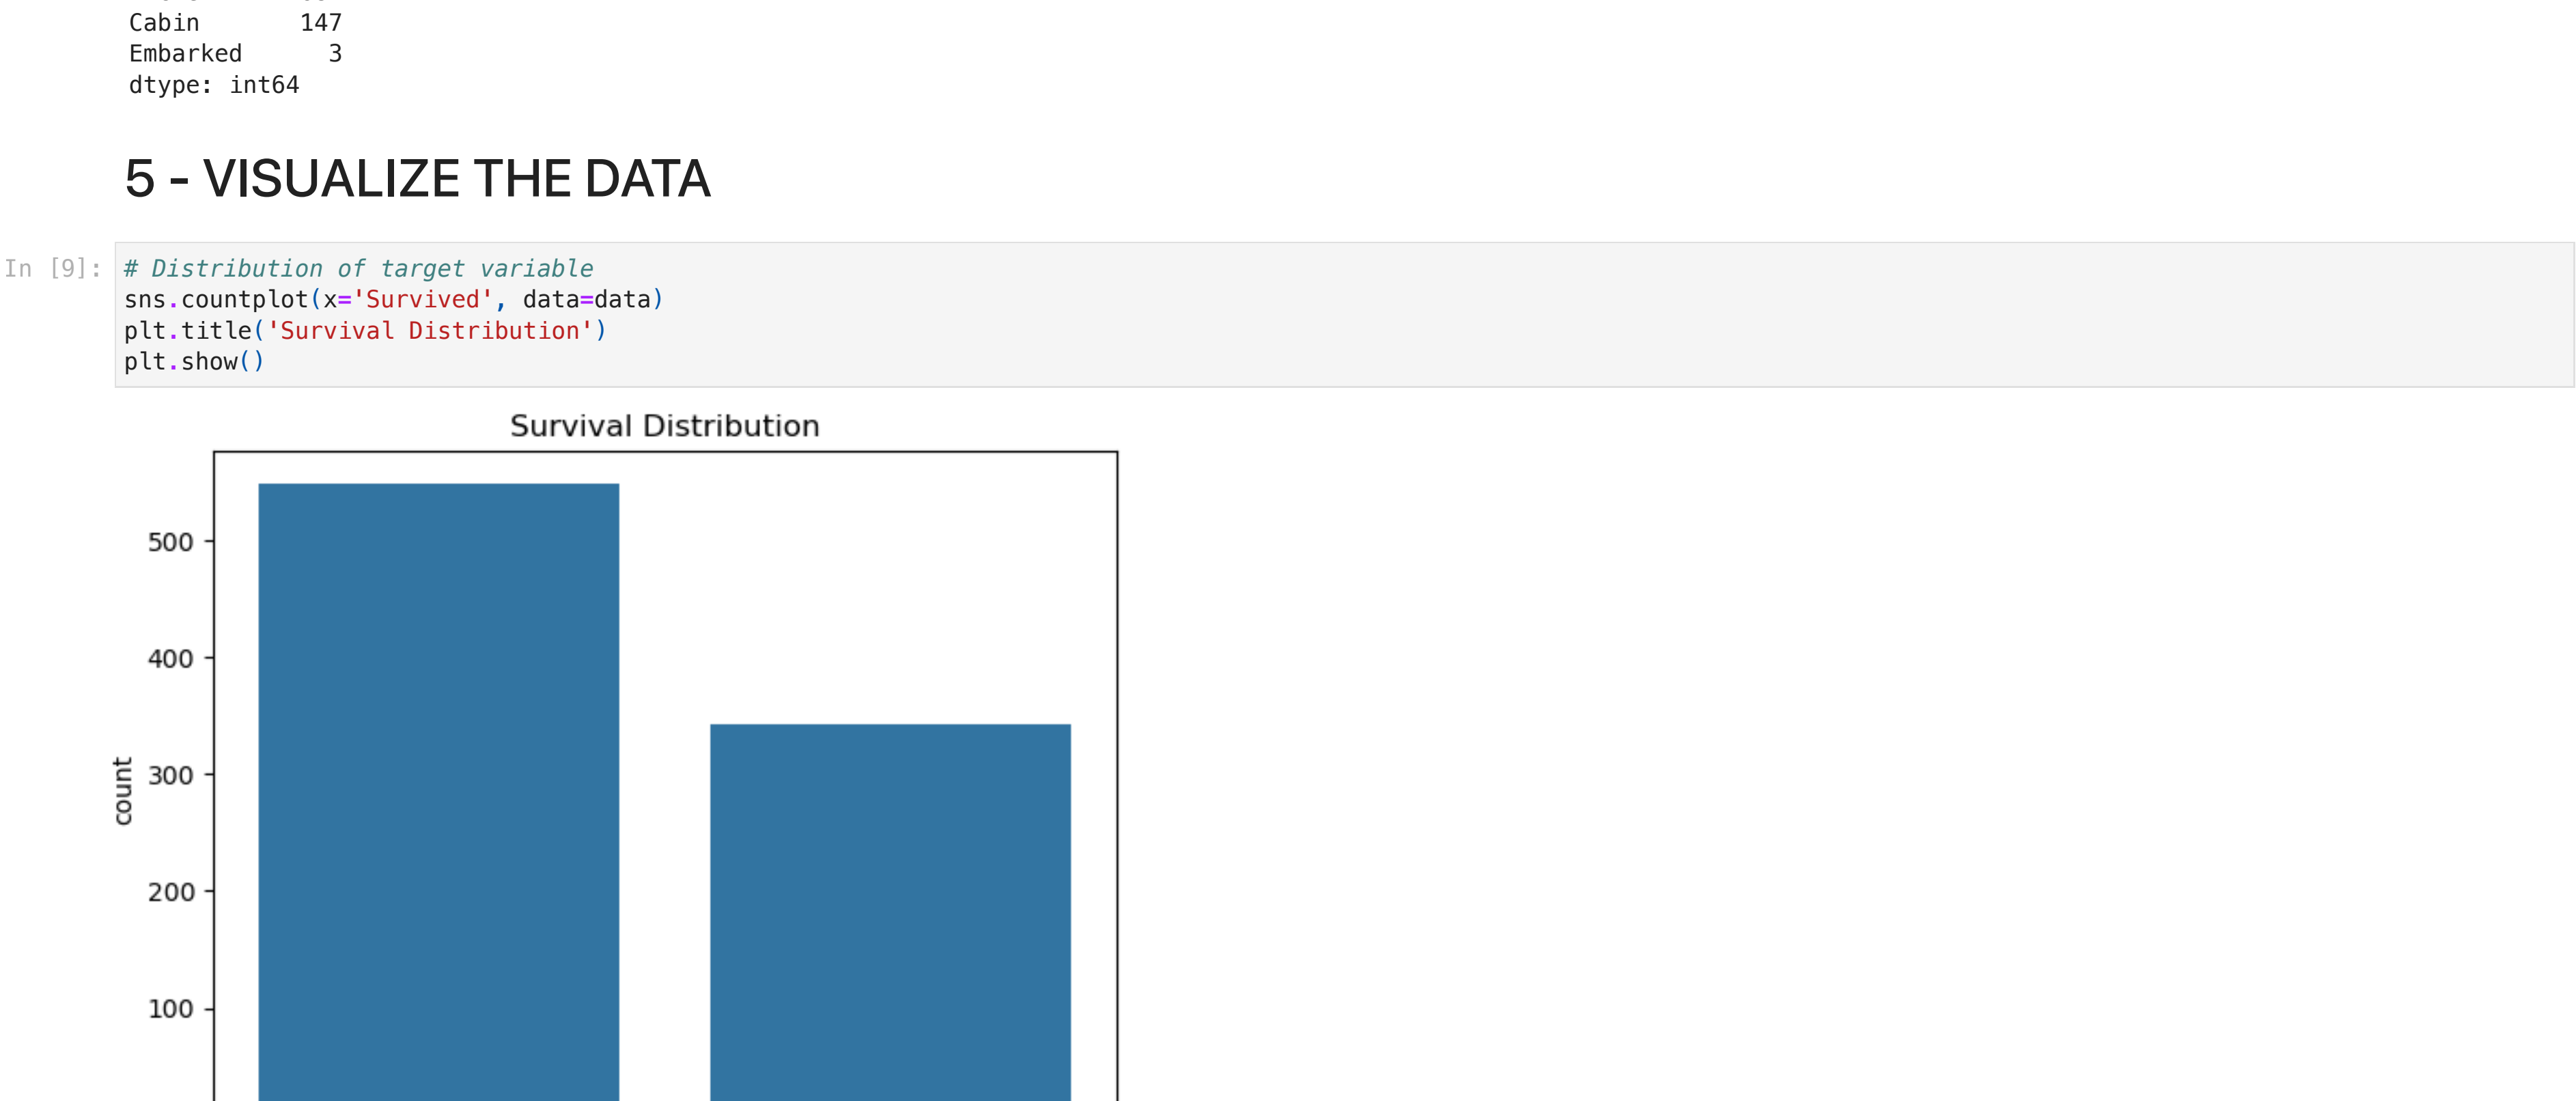 Cabin 147
Embarked 3
dtype: int64
5 - VISUALIZE THE DATA
In [9]:
# Distribution of target variable
sns.countplot(x='Survived', data=data)
plt.title('Survival Distribution')
plt.show()
Survival Distribution
500
400
300
200
100
count